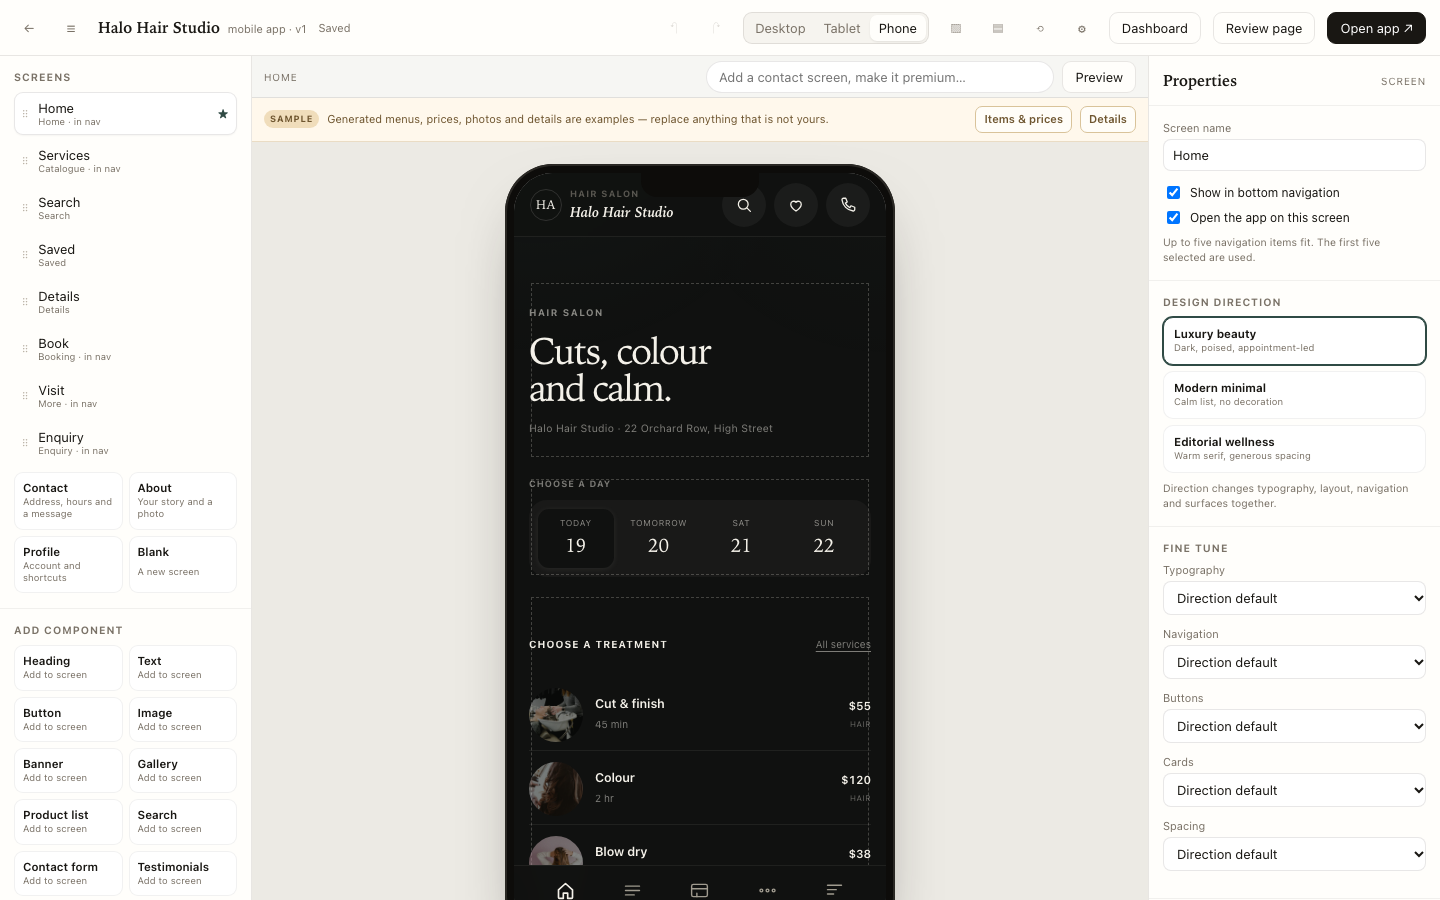 Halo Hair Studio mobile app · v1 Saved
Desktop Tablet Phone
Dashboard
Review page
Open app ↗
SCREENS
Home
Home · in nav
Services
Catalogue · in nav
Search
Search
Saved
Saved
Details
Details
Book
Booking · in nav
Visit
More · in nav
Enquiry
Enquiry · in nav
Contact
Address, hours and
a message
About
Your story and a
photo
Profile
Account and
shortcuts
Blank
A new screen
ADD COMPONENT
Heading
Add to screen
Text
Add to screen
Button
Add to screen
Image
Add to screen
Banner
Add to screen
Gallery
Add to screen
Product list
Add to screen
Search
Add to screen
Contact form
Add to screen
Testimonials
Add to screen
HOME
Add a contact screen, make it premium...
Preview
SAMPLE Generated menus, prices, photos and details are examples — replace anything that is not yours.
Items & prices
Details
HA
HAIR SALON
Halo Hair Studio
HAIR SALON
Cuts, colour
and calm.
Halo Hair Studio · 22 Orchard Row, High Street
CHOOSE A DAY
TODAY TOMORROW SAT SUN
19 20 21 22
CHOOSE A TREATMENT All services
Cut & finish $55
45 min HAIR
Colour $120
2 hr HAIR
Blow dry $38
Properties SCREEN
Screen name
Home
Show in bottom navigation
Open the app on this screen
Up to five navigation items fit. The first five
selected are used.
DESIGN DIRECTION
Luxury beauty
Dark, poised, appointment-led
Modern minimal
Calm list, no decoration
Editorial wellness
Warm serif, generous spacing
Direction changes typography, layout, navigation
and surfaces together.
FINE TUNE
Typography
Direction default
Navigation
Direction default
Buttons
Direction default
Cards
Direction default
Spacing
Direction default